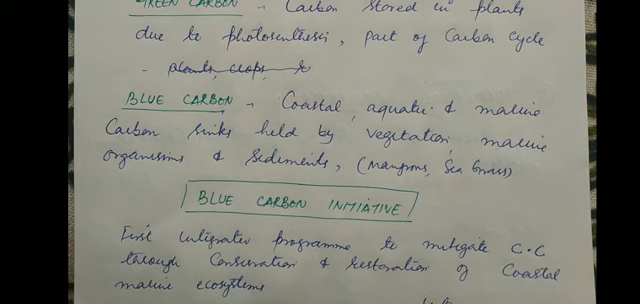 GREEN CARBON - Carbon stored in plants
due to photosenthesis, part of Carbon Cycle
- plants, crops,
BLUE CARBON - Coastal, aquatic & marine
Carbon sinks held by vegetation, marine
organisms & Sediments, (Mangrons, Sea Grass)
BLUE CARBON INITIATIVE
First integrated programme to mitigate C.C
through Conservation & restoration of Coastal
marine ecosystems